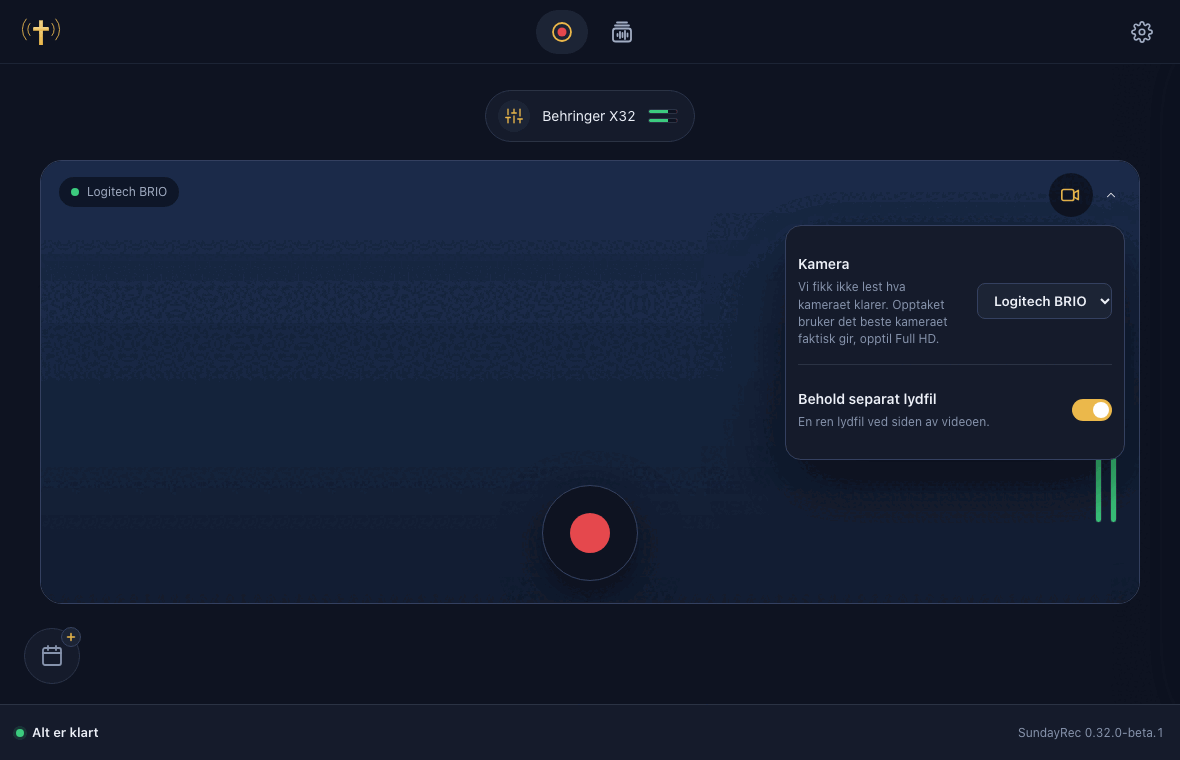 Behringer X32
Logitech BRIO
Kamera
Vi fikk ikke lest hva
kameraet klarer. Opptaket
bruker det beste kameraet
faktisk gir, opptil Full HD.
Logitech BRIO
Behold separat lydfil
En ren lydfil ved siden av videoen.
Alt er klart
SundayRec 0.32.0-beta.1